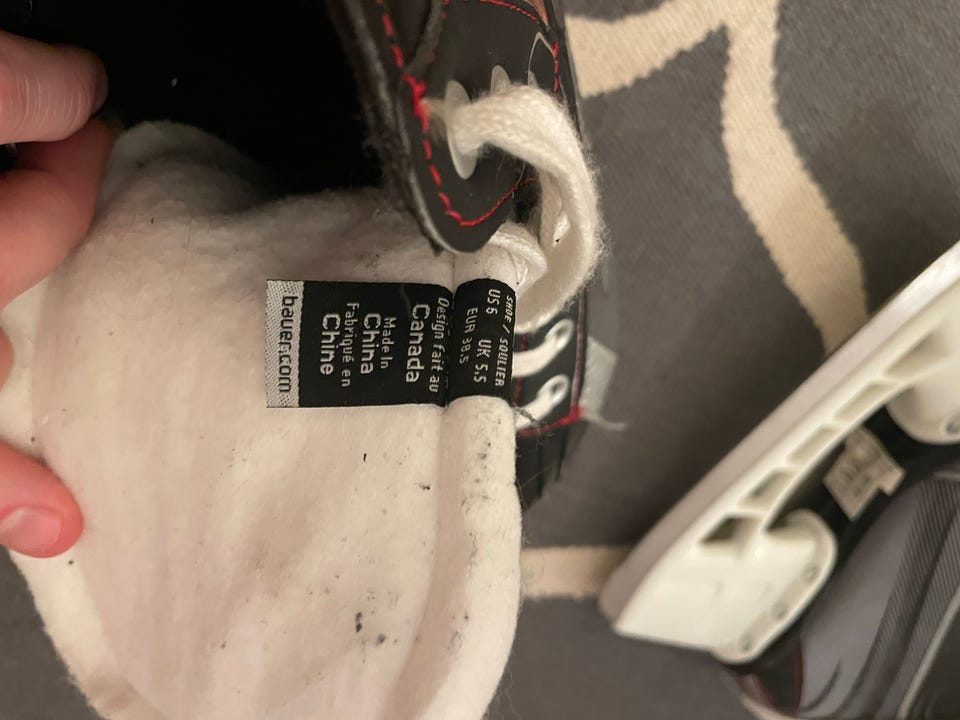 SHOE / SOULIER
US 6 UK 5.5
EUR 38.5
Design fait au
Canada
Made In
China
Fabriqué en
Chine
bauer.com